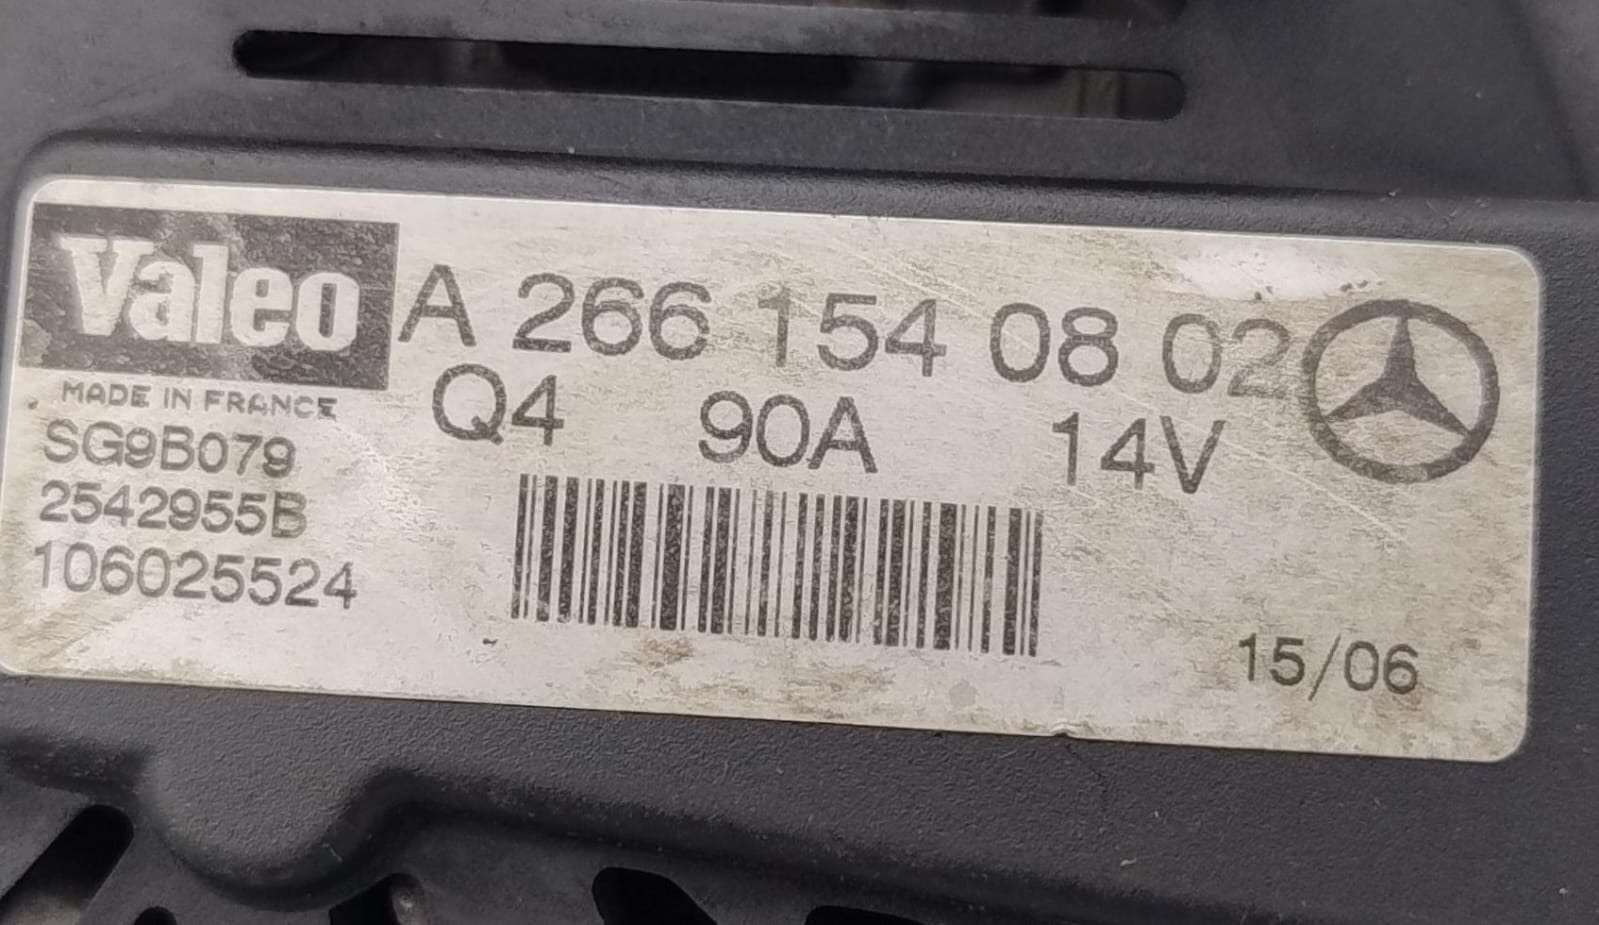 Valeo
A 266 154 08 02
MADE IN FRANCE
Q4 90A 14V
SG9B079
2542955B
106025524
15/06